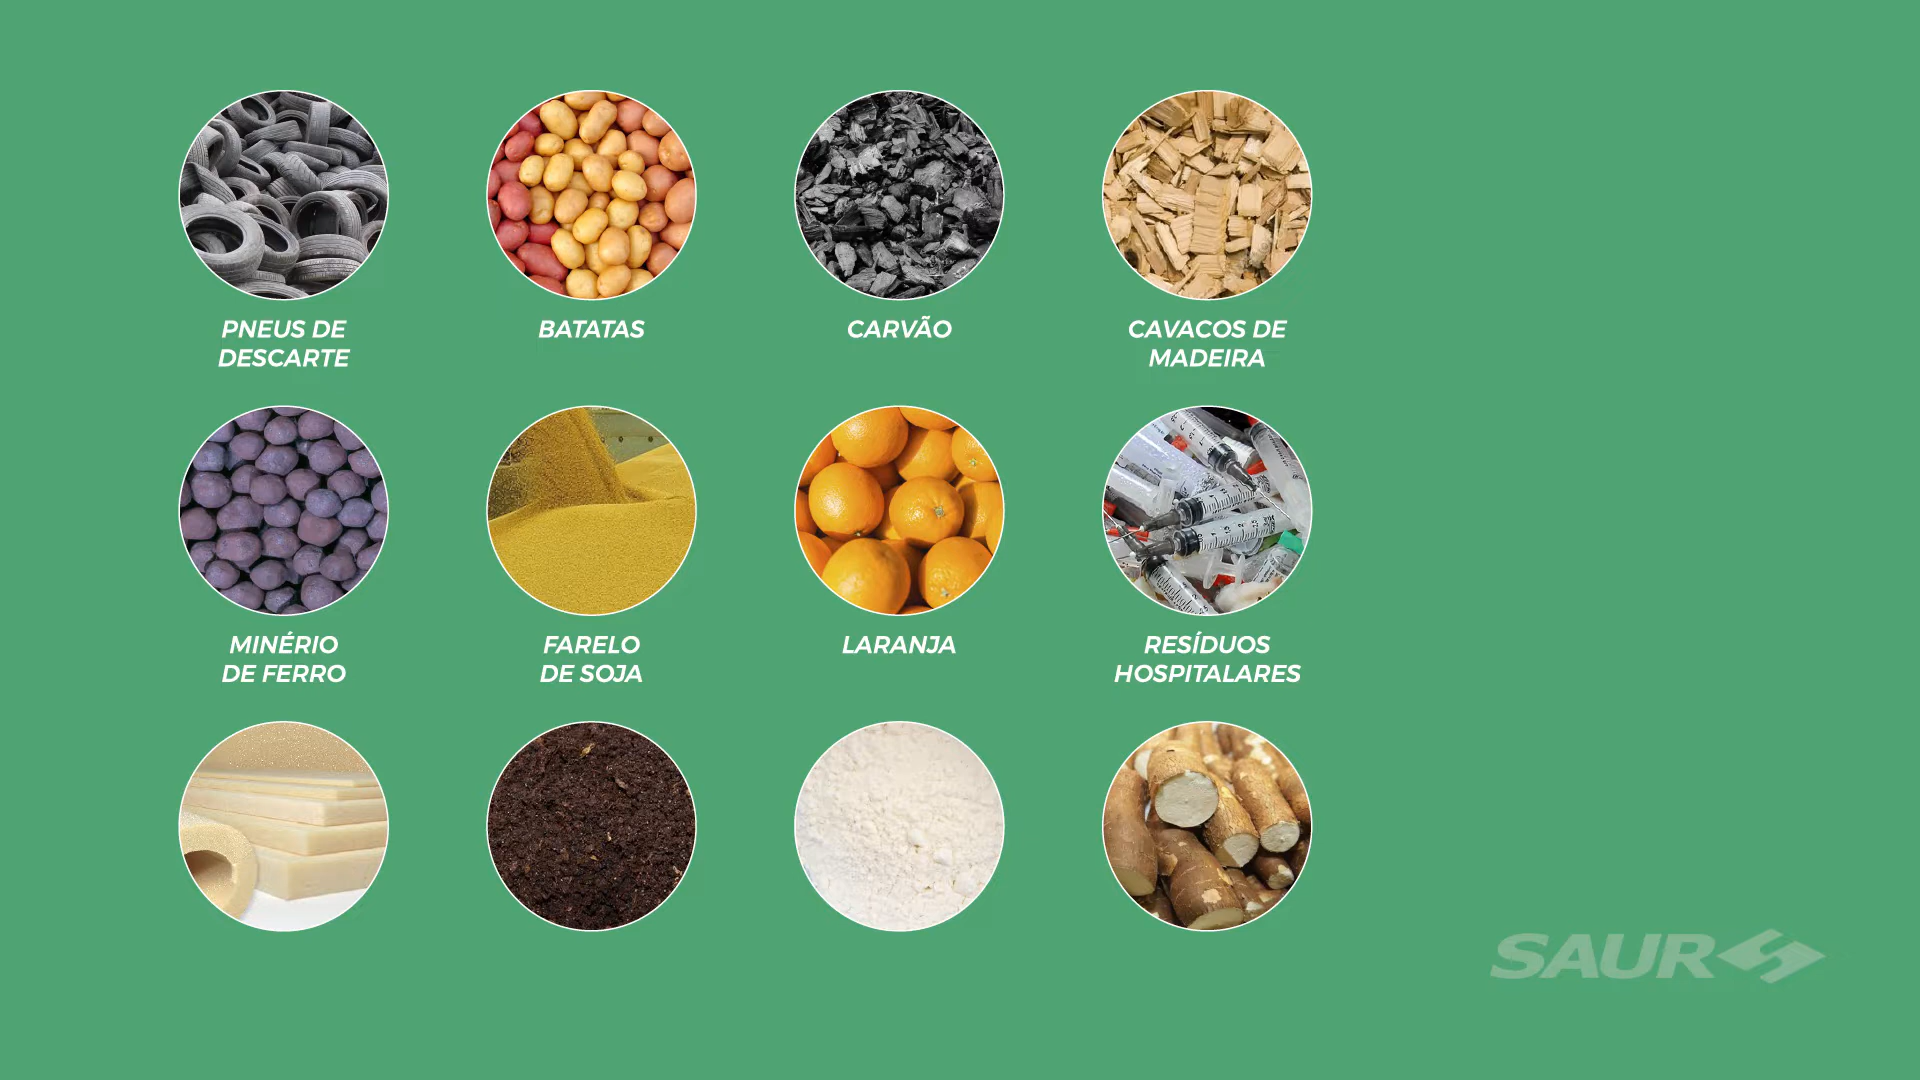 PNEUS DE
DESCARTE
BATATAS
CARVÃO
CAVACOS DE
MADEIRA
MINÉRIO
DE FERRO
FARELO
DE SOJA
LARANJA
RESÍDUOS
HOSPITALARES
SAUR